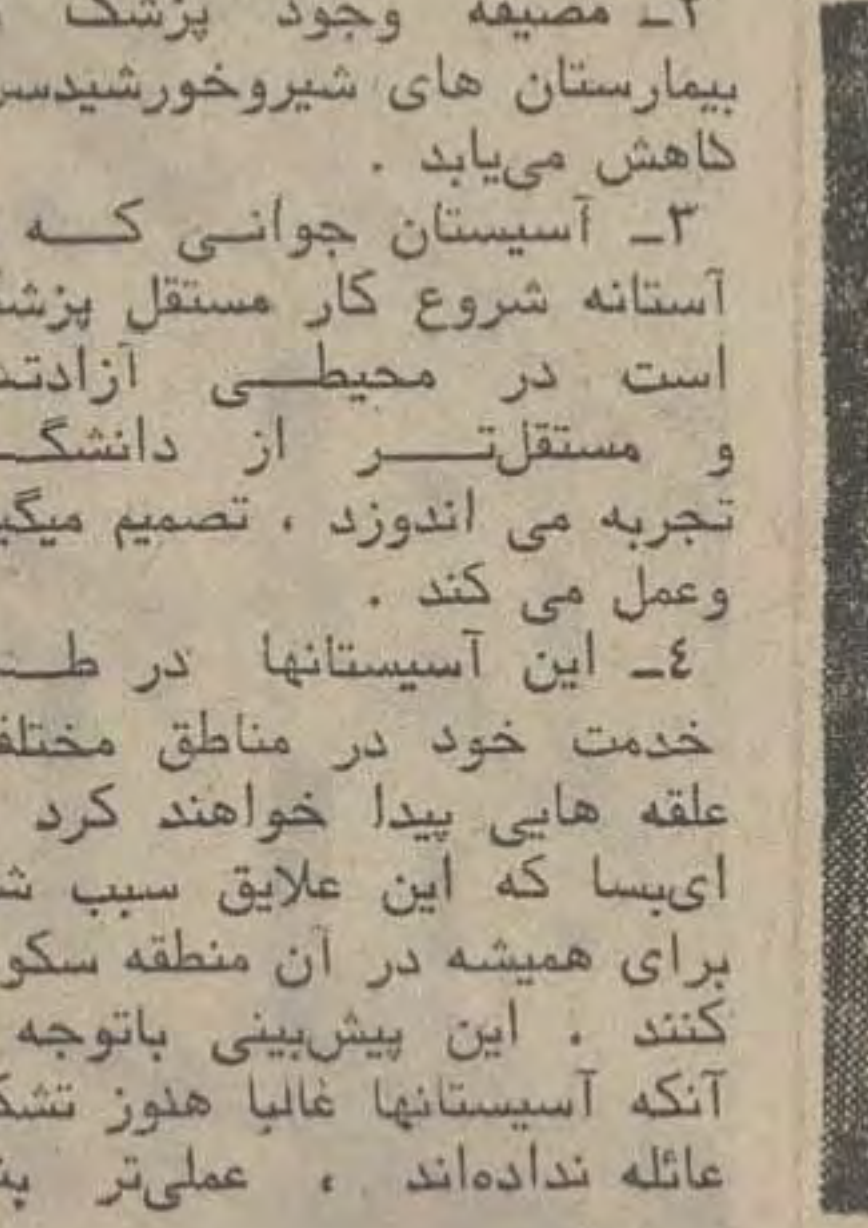 ۲ـ مضیقه وجود پزشک
بیمارستان های شیروخورشیدسر
کاهش می‌یابد .
۳ـ آسیستان جوانی که
آستانه شروع کار مستقل پزش
است در محیطی آزادت
و مستقل‌تر از دانشگ
تجربه می اندوزد ، تصمیم میگی
وعمل می کند .
٤ـ این آسیستانها در طـ
خدمت خود در مناطق مختلف
علقه هایی پیدا خواهند کرد
ای‌بسا که این علایق سبب ش
برای همیشه در آن منطقه سکو
کنند . این پیش‌بینی باتوجه
آنکه آسیستانها غالبا هنوز تشک
عائله نداده‌اند ، عملی‌تر